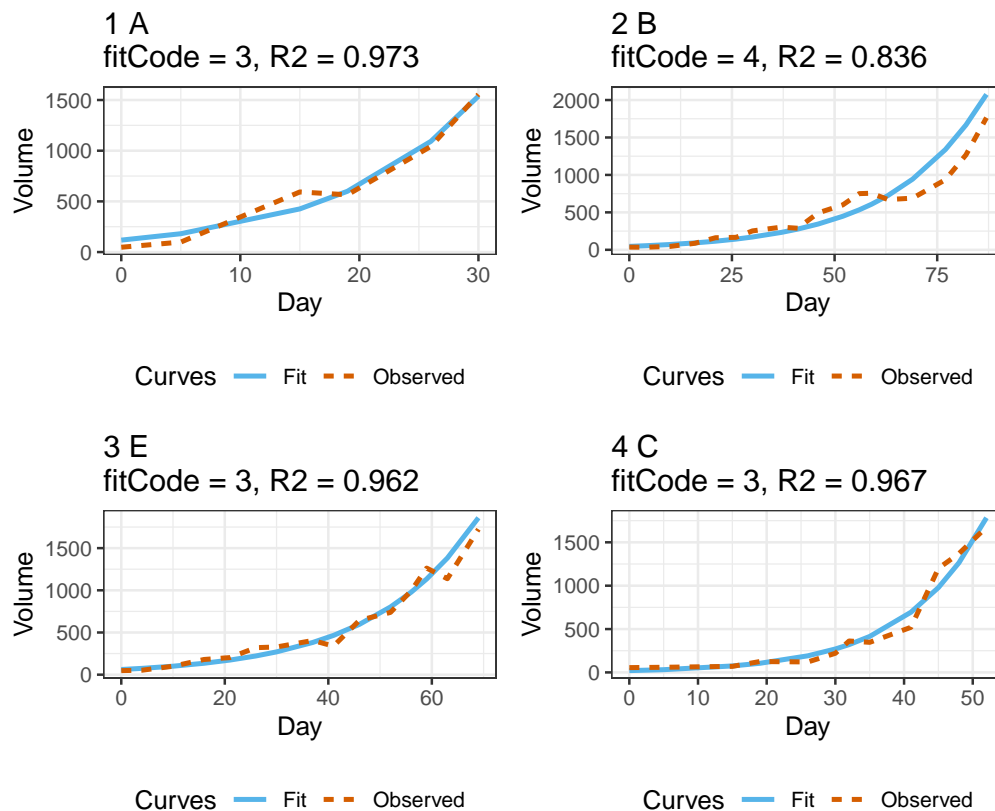 1 A
fitCode = 3, R2 = 0.973
Volume
1500
1000
500
0
0 10 20 30
Day
Curves Fit Observed
2 B
fitCode = 4, R2 = 0.836
Volume
2000
1500
1000
500
0
0 25 50 75
Day
Curves Fit Observed
3 E
fitCode = 3, R2 = 0.962
Volume
1500
1000
500
0
0 20 40 60
Day
Curves Fit Observed
4 C
fitCode = 3, R2 = 0.967
Volume
1500
1000
500
0
0 10 20 30 40 50
Day
Curves Fit Observed